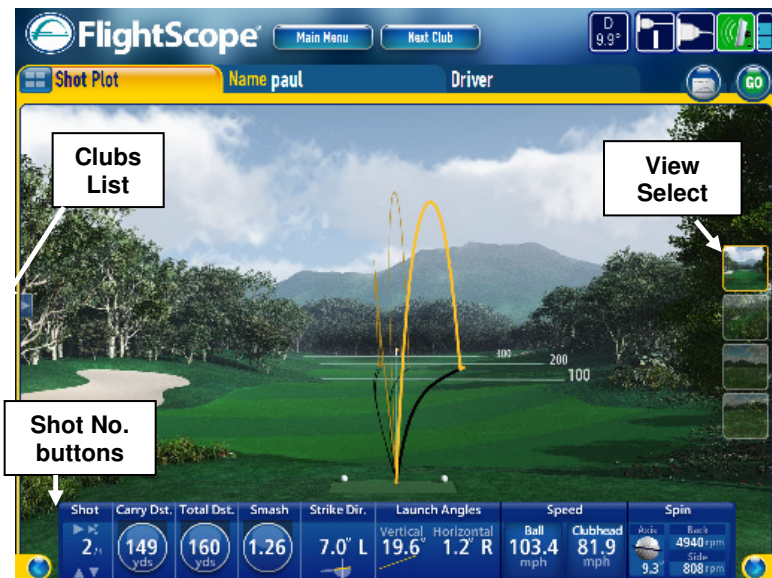 FlightScope®
Main Menu
Next Club
D
9.9°
Shot Plot
Name paul
Driver
GO
Clubs
List
View
Select
300
200
100
Shot No.
buttons
Shot
Carry Dst.
Total Dst.
Smash
Strike Dir.
Launch Angles
Speed
Spin
2
149
yds
160
yds
1.26
7.0° L
Vertical
19.6°
Horizontal
1.2° R
Ball
103.4
mph
Clubhead
81.9
mph
Axis
9.3°
Back
4940 rpm
Side
808 rpm